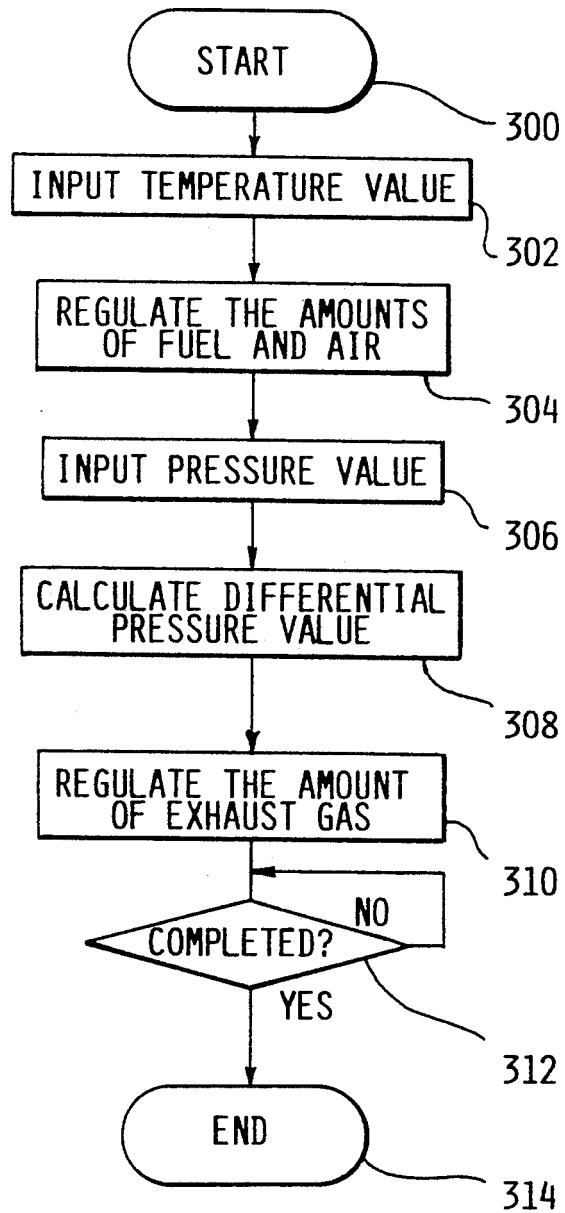 START
300
INPUT TEMPERATURE VALUE
302
REGULATE THE AMOUNTS
OF FUEL AND AIR
304
INPUT PRESSURE VALUE
306
CALCULATE DIFFERENTIAL
PRESSURE VALUE
308
REGULATE THE AMOUNT
OF EXHAUST GAS
310
NO
COMPLETED?
YES
312
END
314